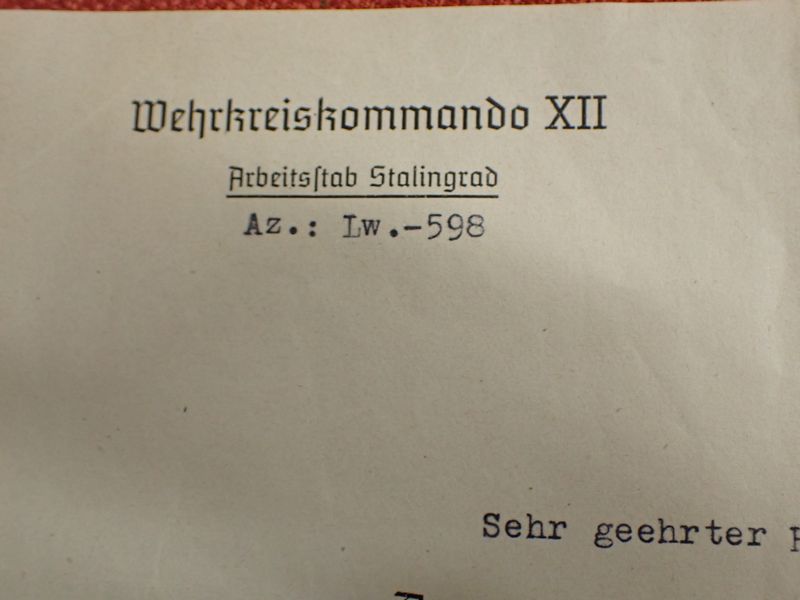 Wehrkreiskommando XII
Arbeitsſtab Stalingrad
Az.: Lw.-598
Sehr geehrter